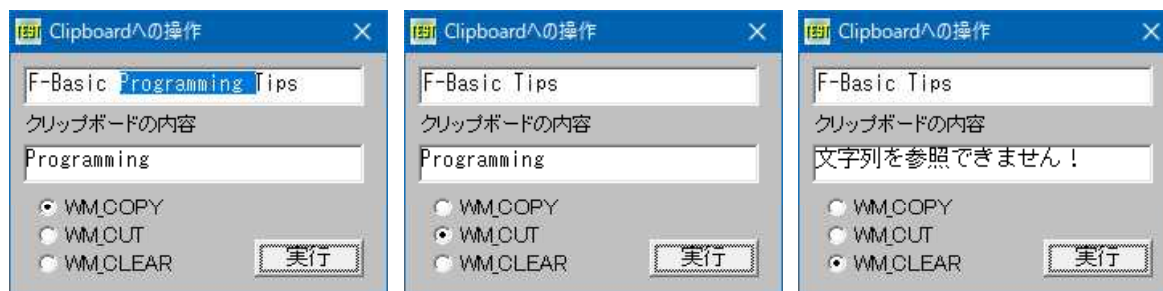 TEST Clipboardへの操作
F-Basic Programming Tips
クリップボードの内容
Programming
WM_COPY
WM_CUT
WM_CLEAR
実行
TEST Clipboardへの操作
F-Basic Tips
クリップボードの内容
Programming
WM_COPY
WM_CUT
WM_CLEAR
実行
TEST Clipboardへの操作
F-Basic Tips
クリップボードの内容
文字列を参照できません！
WM_COPY
WM_CUT
WM_CLEAR
実行